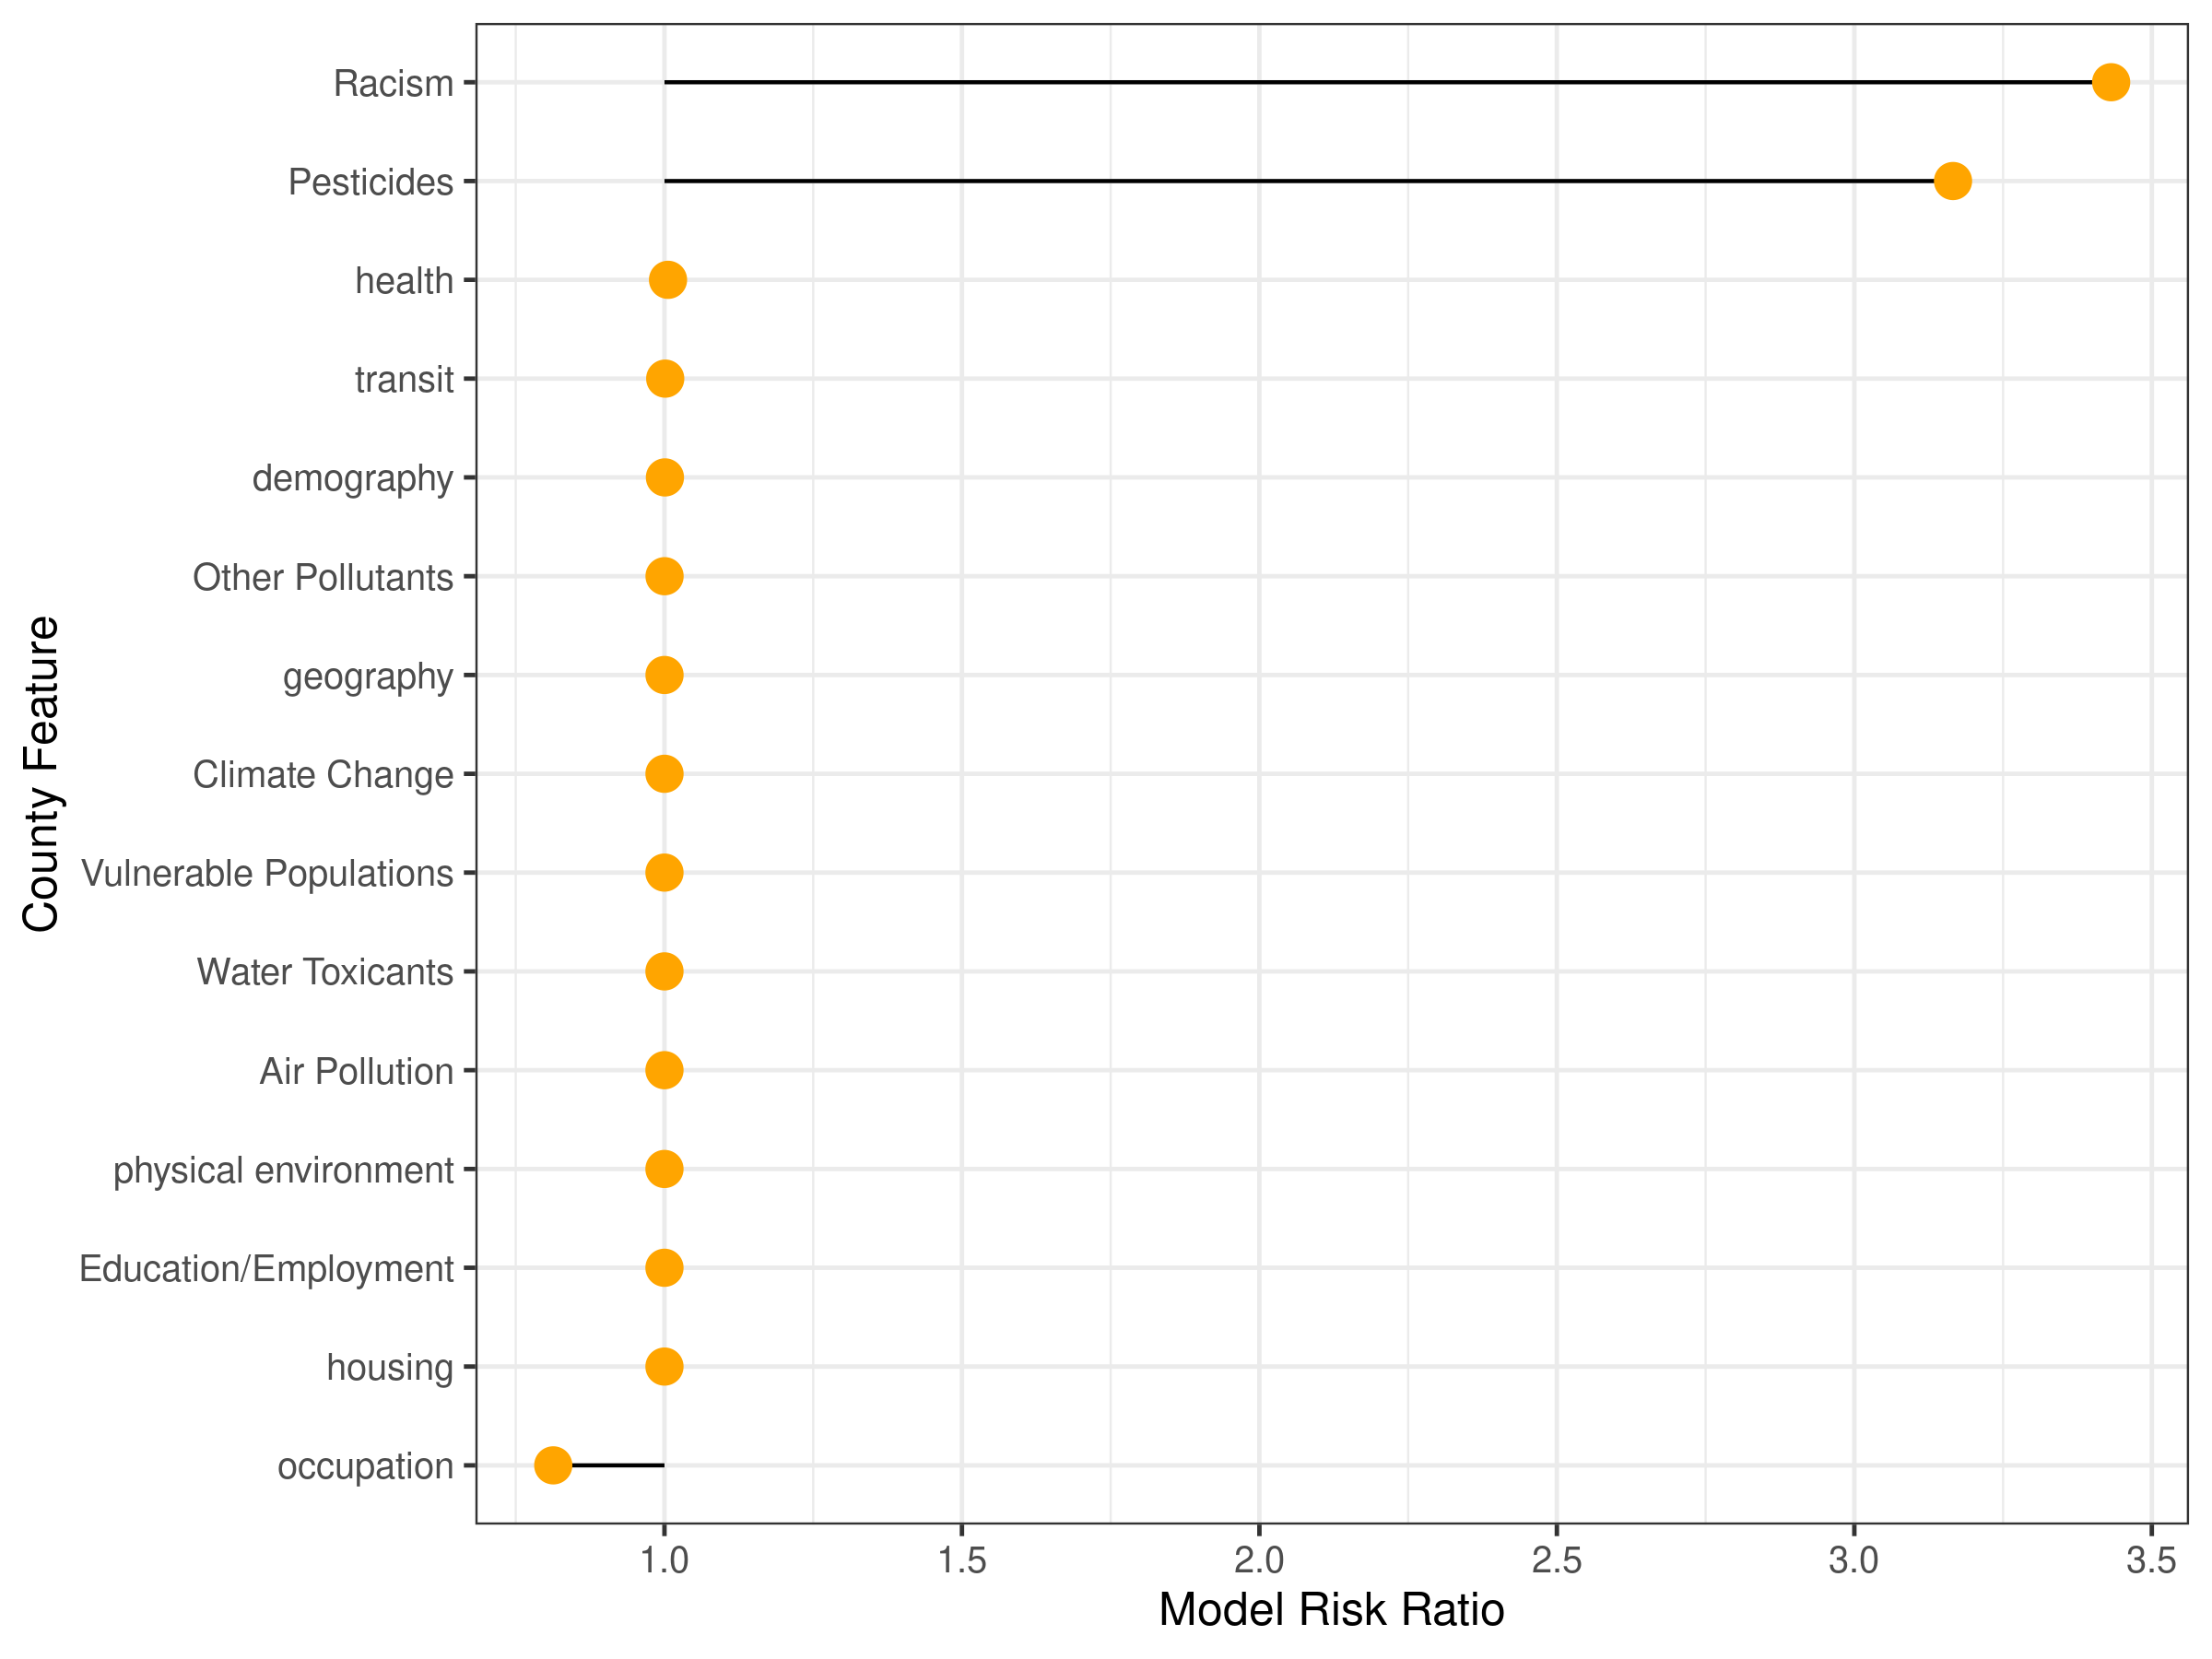 Racism
Pesticides
health
transit
demography
Other Pollutants
geography
Climate Change
Vulnerable Populations
Water Toxicants
Air Pollution
physical environment
Education/Employment
housing
occupation
County Feature
1.0 1.5 2.0 2.5 3.0 3.5
Model Risk Ratio